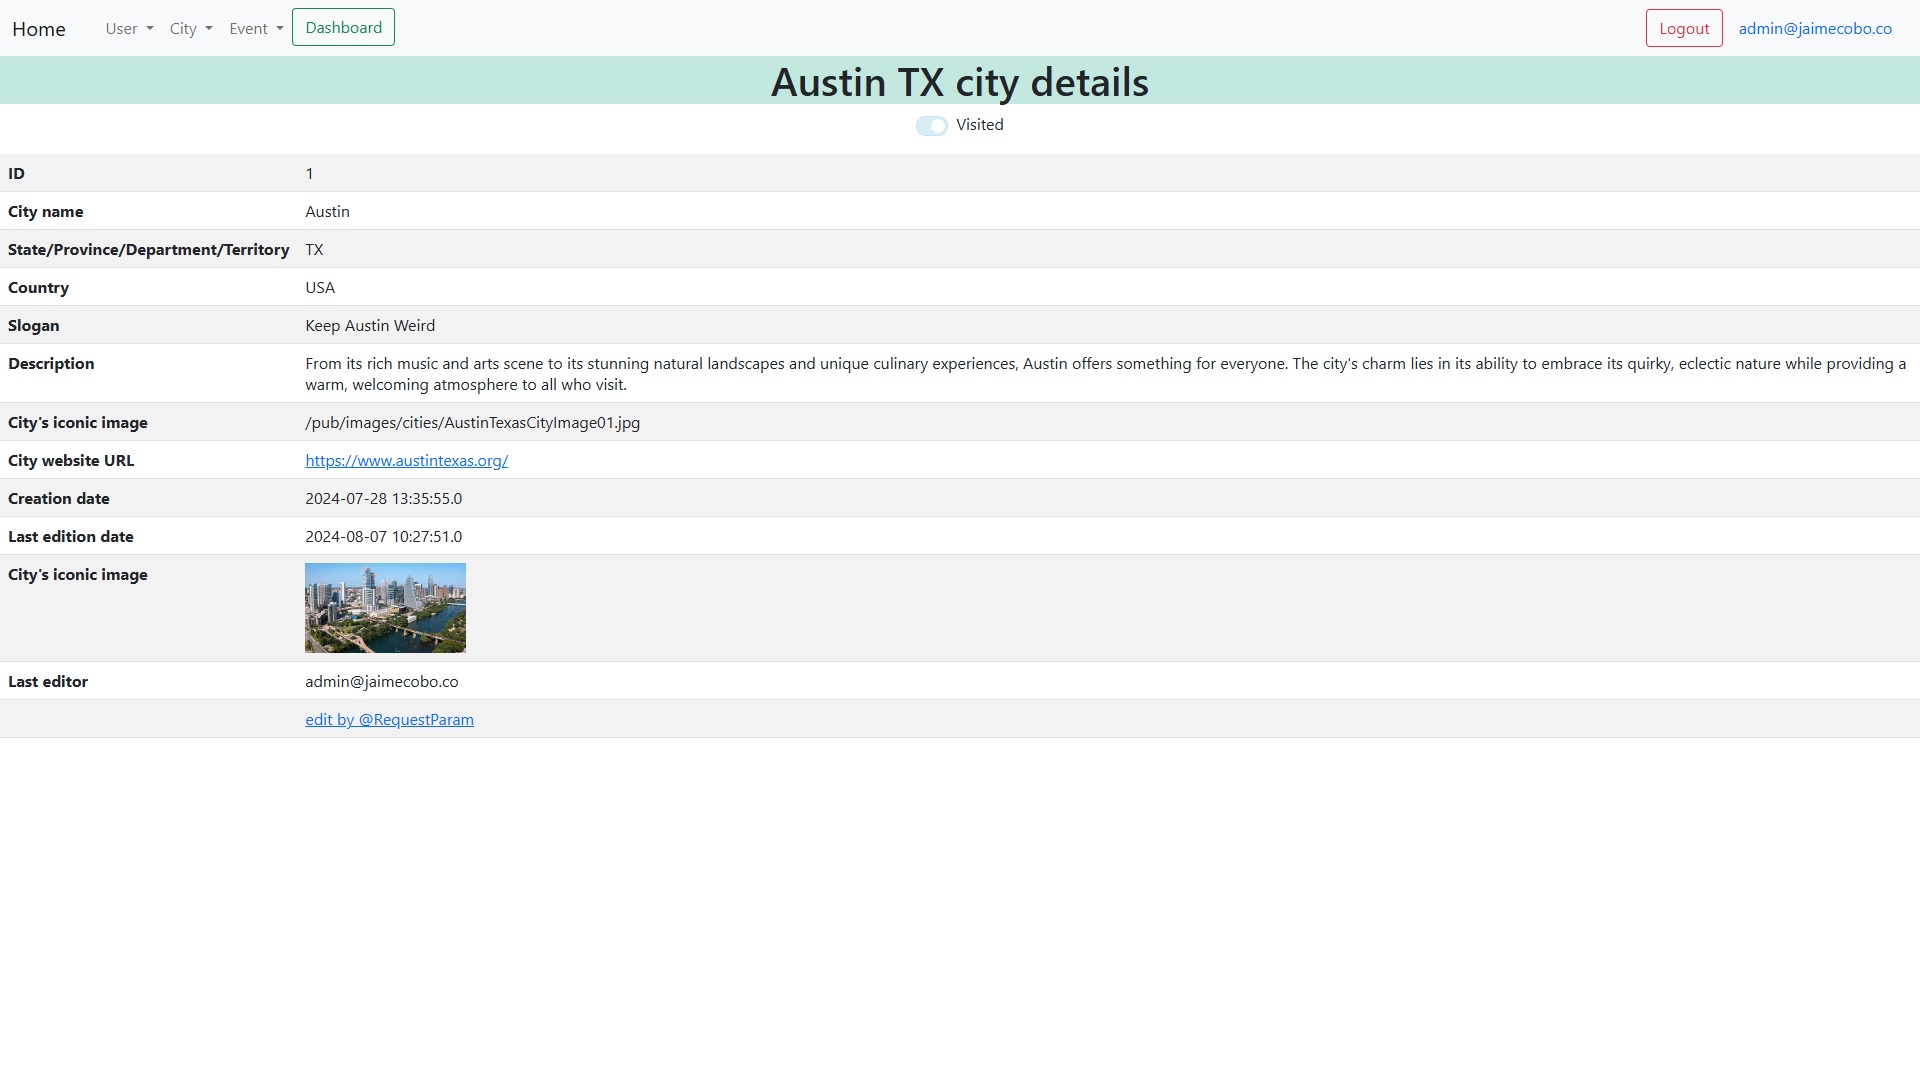 Home User City Event Dashboard Logout admin@jaimecobo.co
Austin TX city details
Visited
ID 1
City name Austin
State/Province/Department/Territory TX
Country USA
Slogan Keep Austin Weird
Description From its rich music and arts scene to its stunning natural landscapes and unique culinary experiences, Austin offers something for everyone. The city's charm lies in its ability to embrace its quirky, eclectic nature while providing a
warm, welcoming atmosphere to all who visit.
City's iconic image /pub/images/cities/AustinTexasCityImage01.jpg
City website URL https://www.austintexas.org/
Creation date 2024-07-28 13:35:55.0
Last edition date 2024-08-07 10:27:51.0
City's iconic image
Last editor admin@jaimecobo.co
edit by @RequestParam